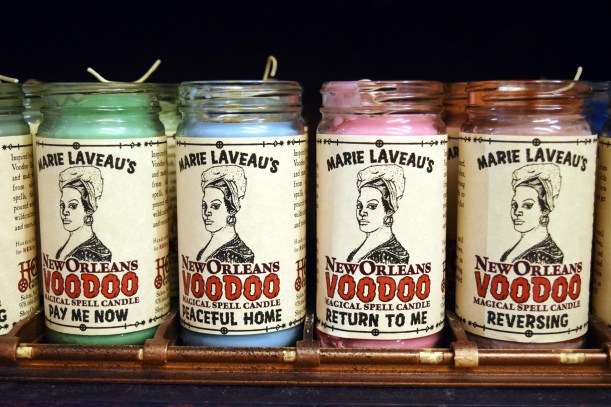 MARIE LAVEAU'S
NEW ORLEANS
VOODOO
MAGICAL SPELL CANDLE
PAY ME NOW
MARIE LAVEAU'S
NEW ORLEANS
VOODOO
MAGICAL SPELL CANDLE
PEACEFUL HOME
MARIE LAVEAU'S
NEW ORLEANS
VOODOO
MAGICAL SPELL CANDLE
RETURN TO ME
MARIE LAVEAU'S
NEW ORLEANS
VOODOO
MAGICAL SPELL CANDLE
REVERSING